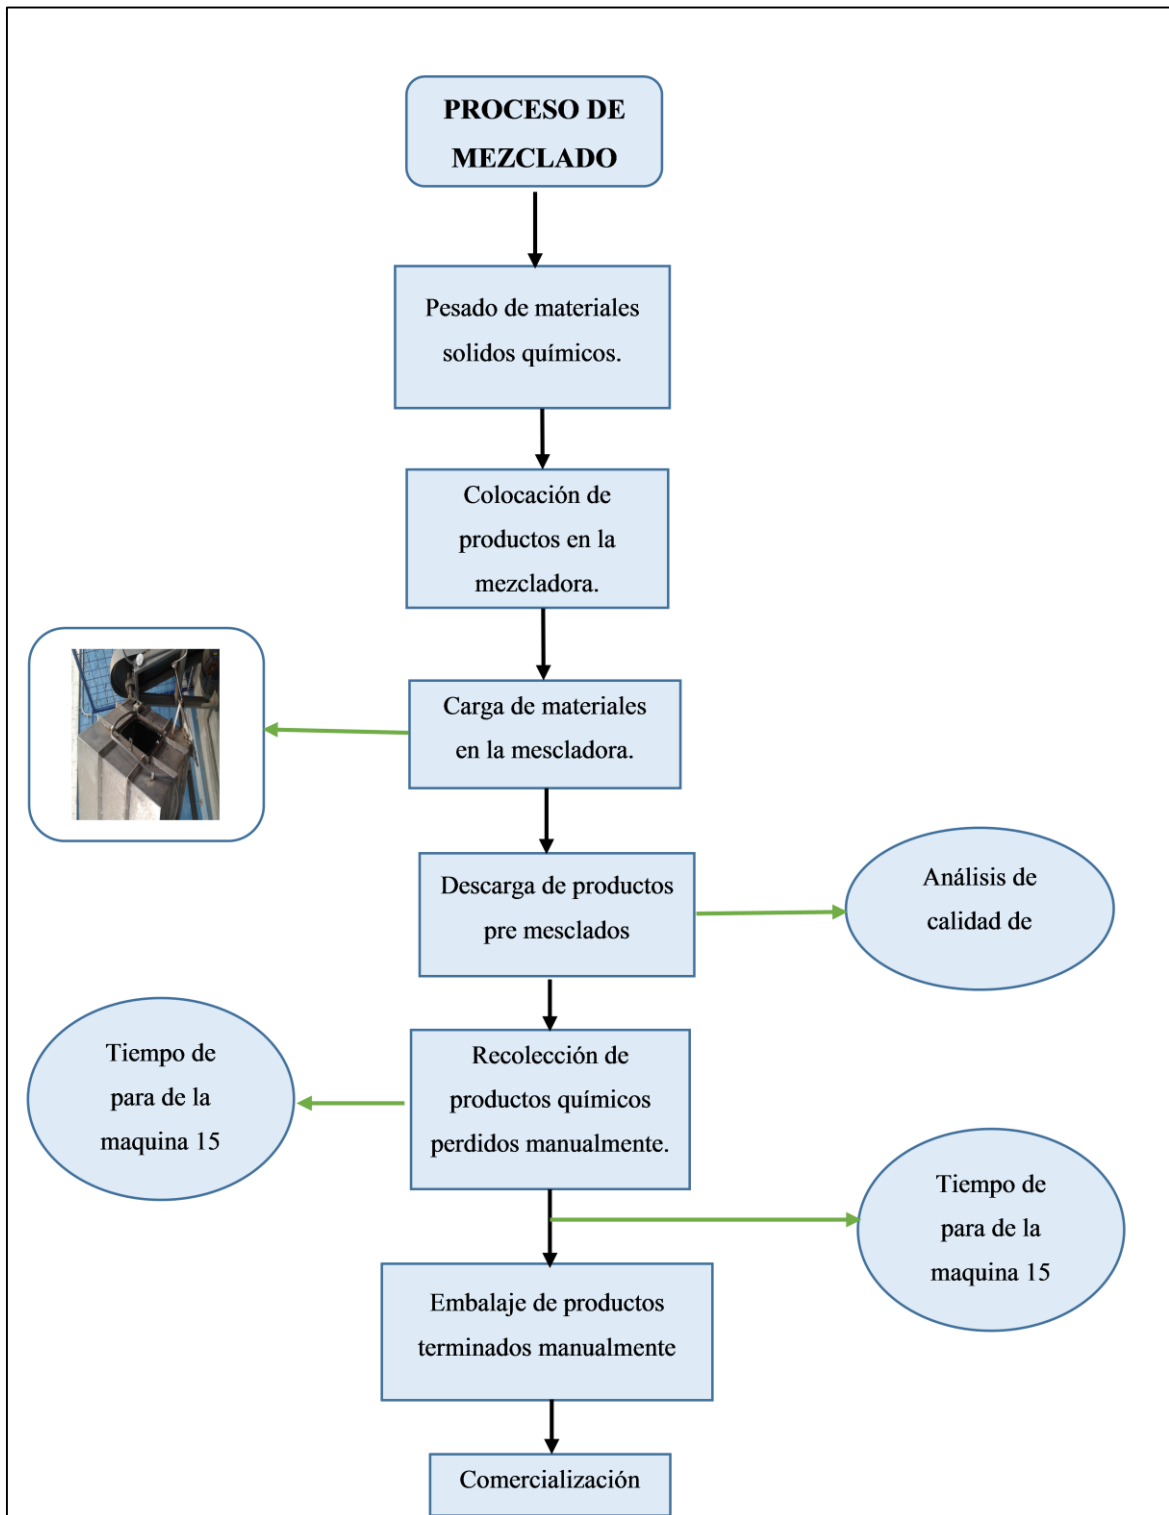 PROCESO DE
MEZCLADO
Pesado de materiales
solidos químicos.
Colocación de
productos en la
mezcladora.
Carga de materiales
en la mescladora.
Descarga de productos
pre mesclados
Análisis de
calidad de
Recolección de
productos químicos
perdidos manualmente.
Tiempo de
para de la
maquina 15
Tiempo de
para de la
maquina 15
Embalaje de productos
terminados manualmente
Comercialización